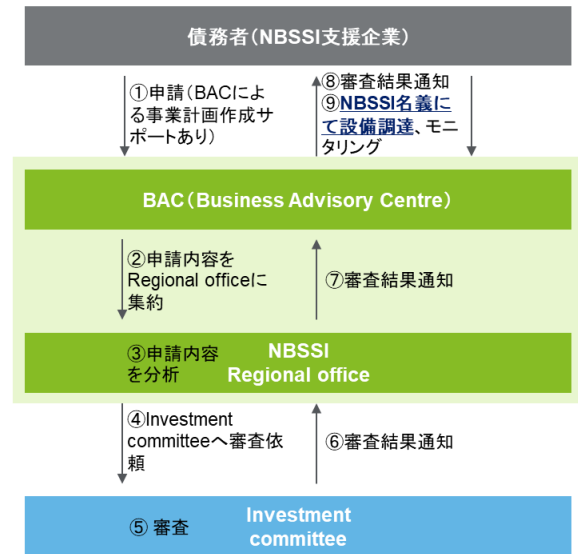 債務者(NBSSI支援企業)
①申請(BACによ
る事業計画作成サ
ポートあり)
⑧審査結果通知
⑨NBSSI名義に
て設備調達、モニ
タリング
BAC(Business Advisory Centre)
②申請内容を
Regional officeに
集約
⑦審査結果通知
③申請内容
を分析
NBSSI
Regional office
④Investment
committeeへ審査依
頼
⑥審査結果通知
⑤ 審査
Investment
committee